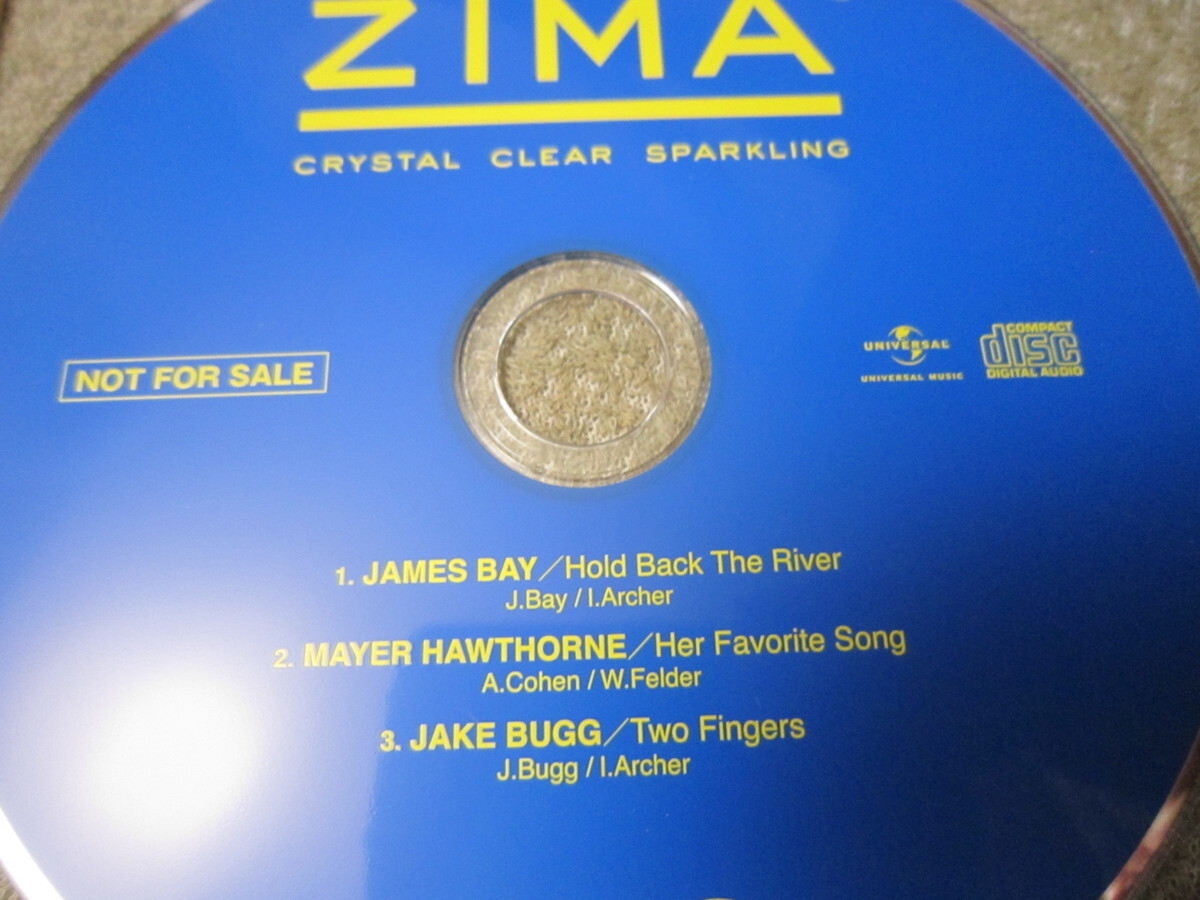 ZIMA
CRYSTAL CLEAR SPARKLING
NOT FOR SALE
UNIVERSAL
UNIVERSAL MUSIC
COMPACT
disc
DIGITAL AUDIO
1. JAMES BAY／Hold Back The River
J.Bay / I.Archer
2. MAYER HAWTHORNE／Her Favorite Song
A.Cohen / W.Felder
3. JAKE BUGG／Two Fingers
J.Bugg / I.Archer